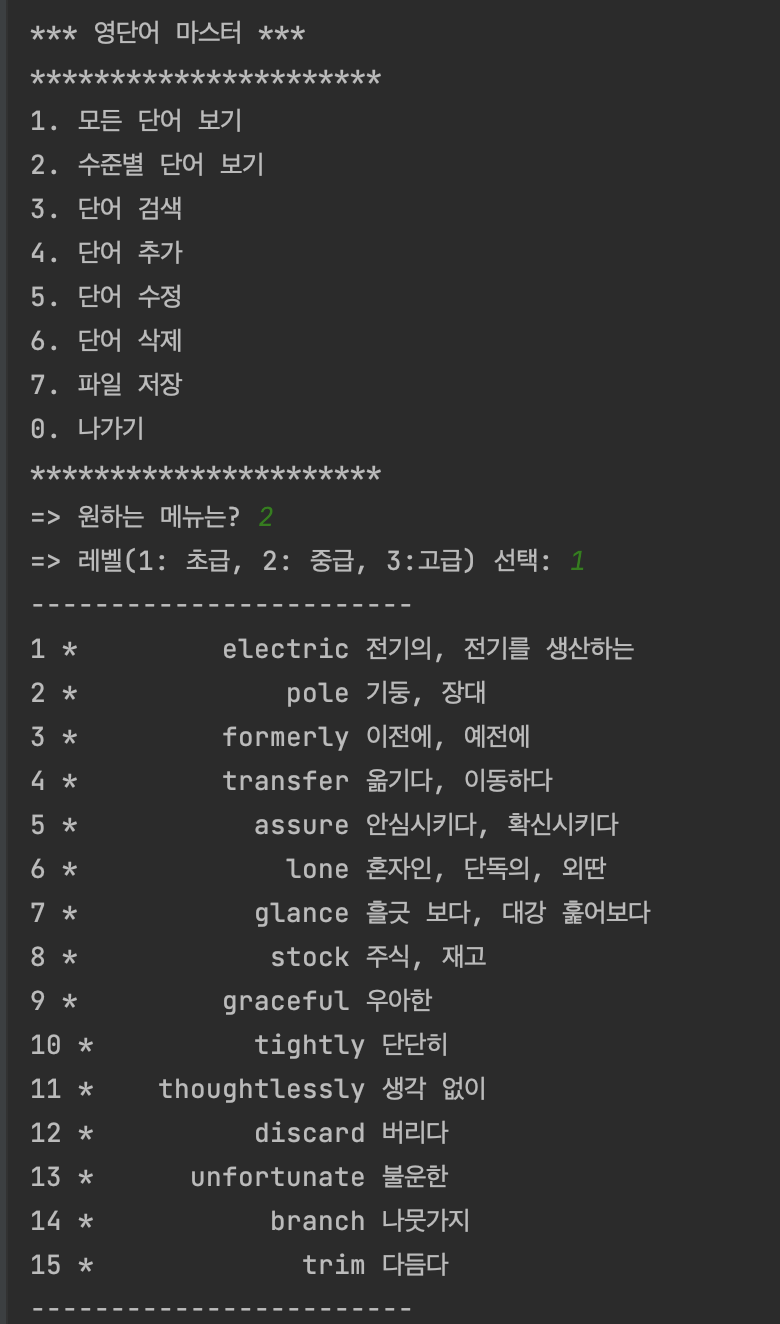 *** 영단어 마스터 ***
**********************
1. 모든 단어 보기
2. 수준별 단어 보기
3. 단어 검색
4. 단어 추가
5. 단어 수정
6. 단어 삭제
7. 파일 저장
0. 나가기
**********************
=> 원하는 메뉴는? 2
=> 레벨(1: 초급, 2: 중급, 3:고급) 선택: 1
------------------------
1 *         electric 전기의, 전기를 생산하는
2 *             pole 기둥, 장대
3 *         formerly 이전에, 예전에
4 *         transfer 옮기다, 이동하다
5 *           assure 안심시키다, 확신시키다
6 *             lone 혼자인, 단독의, 외딴
7 *           glance 흘긋 보다, 대강 훑어보다
8 *            stock 주식, 재고
9 *         graceful 우아한
10 *          tightly 단단히
11 *    thoughtlessly 생각 없이
12 *          discard 버리다
13 *      unfortunate 불운한
14 *           branch 나뭇가지
15 *             trim 다듬다
------------------------